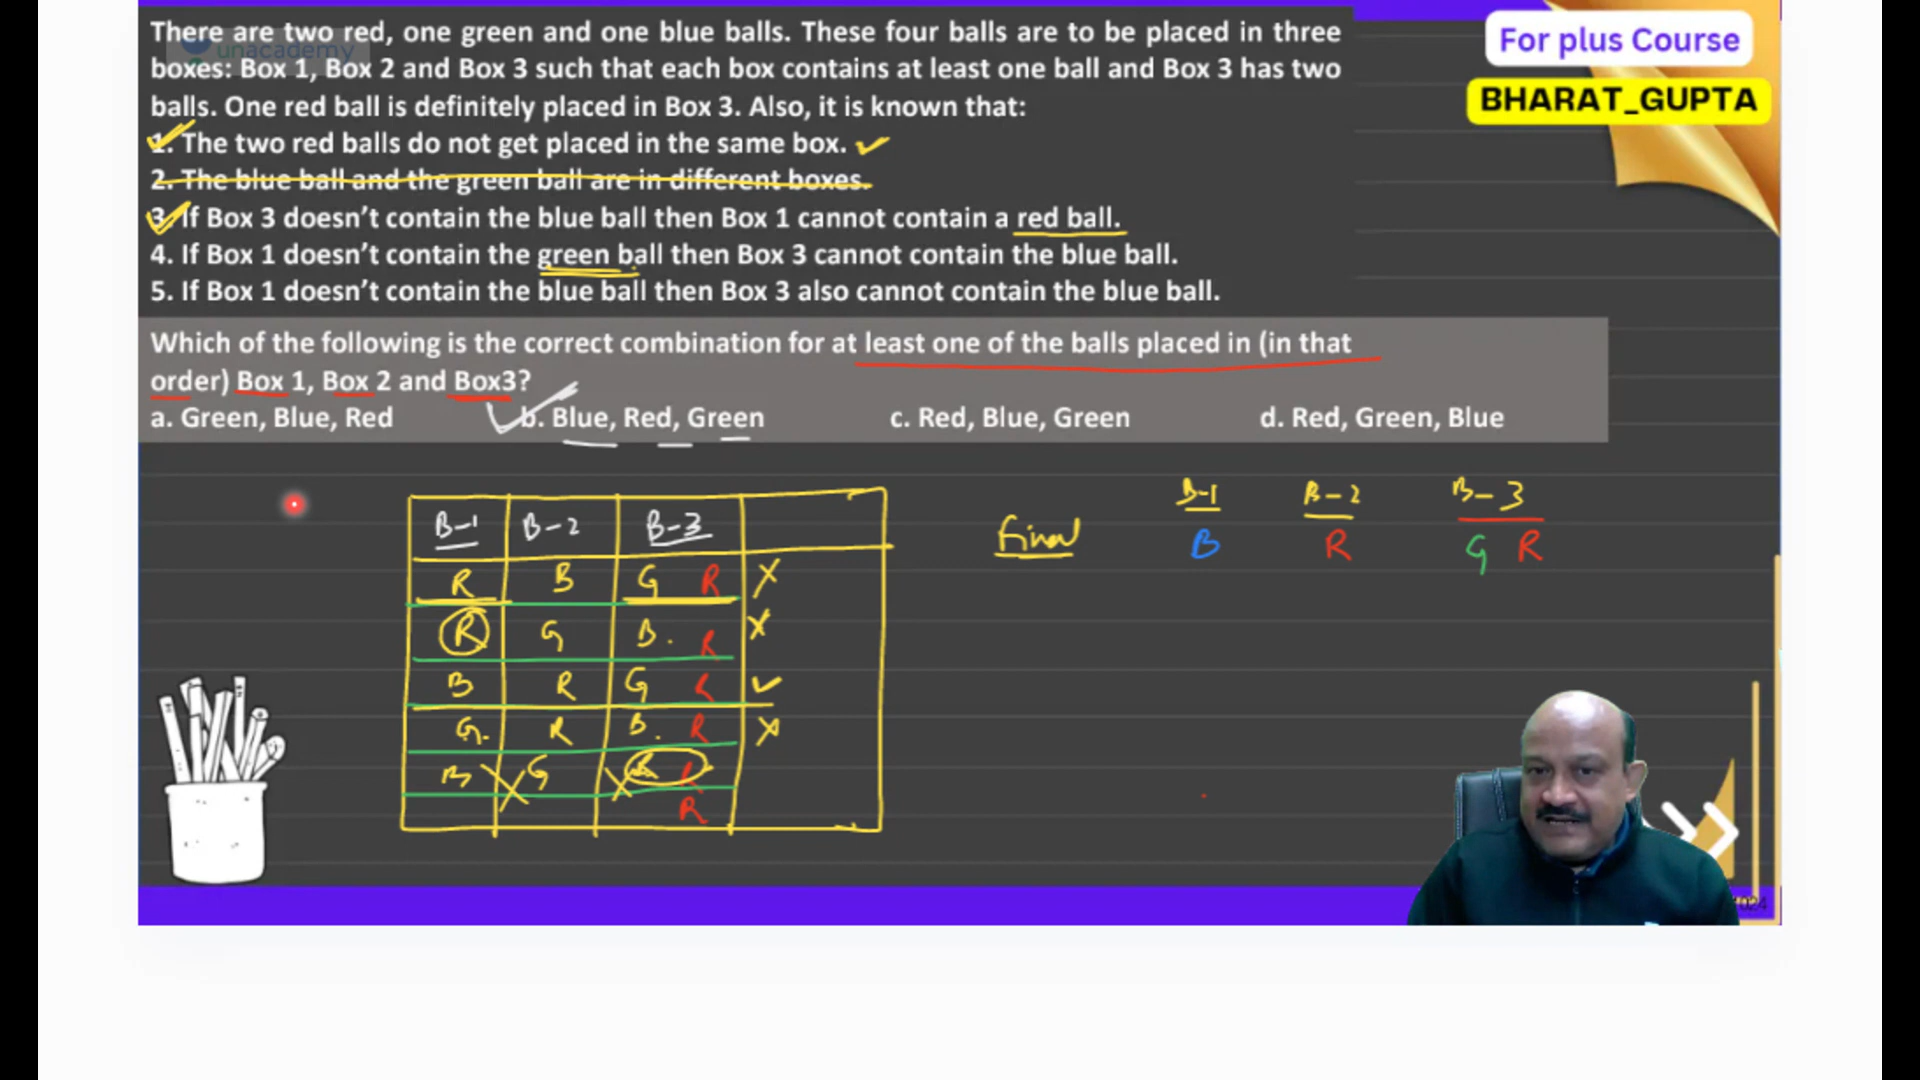 There are two red, one green and one blue balls. These four balls are to be placed in three
unacademy
boxes: Box 1, Box 2 and Box 3 such that each box contains at least one ball and Box 3 has two
balls. One red ball is definitely placed in Box 3. Also, it is known that:
1. The two red balls do not get placed in the same box.
2. The blue ball and the green ball are in different boxes.
3. If Box 3 doesn't contain the blue ball then Box 1 cannot contain a red ball.
4. If Box 1 doesn't contain the green ball then Box 3 cannot contain the blue ball.
5. If Box 1 doesn't contain the blue ball then Box 3 also cannot contain the blue ball.
For plus Course
BHARAT_GUPTA
Which of the following is the correct combination for at least one of the balls placed in (in that
order) Box 1, Box 2 and Box3?
a. Green, Blue, Red b. Blue, Red, Green c. Red, Blue, Green d. Red, Green, Blue
B-1 B-2 B-3
R B G R X
R G B. R X
B R G R ✓
G. R B. R X
B G R R
R
Final
B-1 B-2 B-3
B R G R